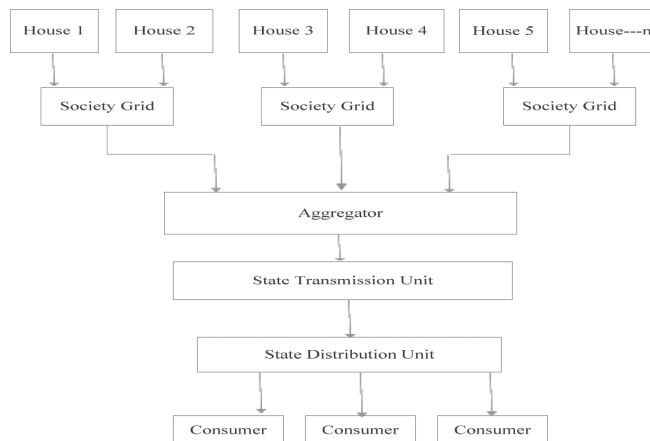 House 1
House 2
House 3
House 4
House 5
House---n
Society Grid
Society Grid
Society Grid
Aggregator
State Transmission Unit
State Distribution Unit
Consumer
Consumer
Consumer